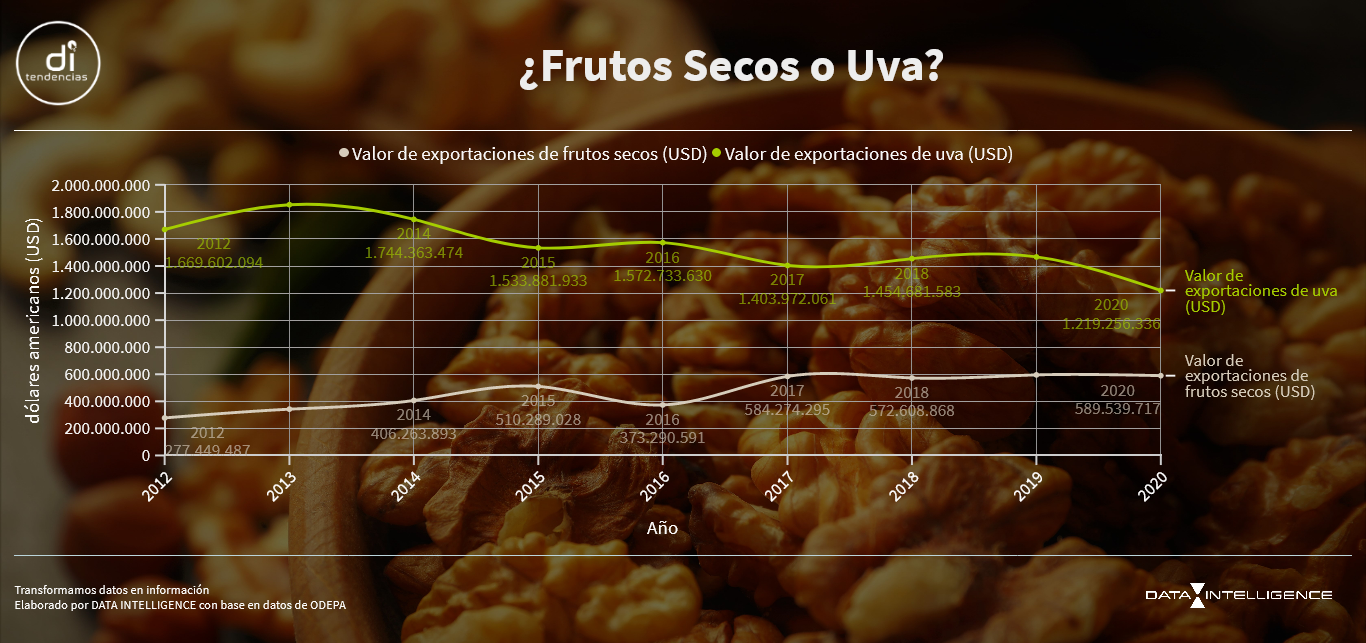 di
tendencias
¿Frutos Secos o Uva?
Valor de exportaciones de frutos secos (USD) Valor de exportaciones de uva (USD)
dólares americanos (USD)
2.000.000.000
1.800.000.000
1.600.000.000
1.400.000.000
1.200.000.000
1.000.000.000
800.000.000
600.000.000
400.000.000
200.000.000
0
2012
1.669.602.094
2014
1.744.363.474
2015
1.533.881.933
2016
1.572.733.630
2017
1.403.972.061
2018
1.454.681.583
2020
1.219.256.336
Valor de
exportaciones de uva
(USD)
2012
277.449.487
2014
406.263.893
2015
510.289.028
2016
373.290.591
2017
584.274.295
2018
572.608.868
2020
589.539.717
Valor de
exportaciones de
frutos secos (USD)
2012 2013 2014 2015 2016 2017 2018 2019 2020
Año
Transformamos datos en información
Elaborado por DATA INTELLIGENCE con base en datos de ODEPA
DATA INTELLIGENCE